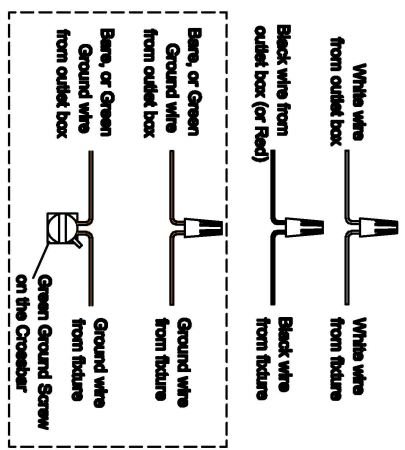 White wire
from outlet box
White wire
from fixture
Black wire from
outlet box (or Red)
Black wire
from fixture
Bare, or Green
Ground wire
from outlet box
Ground wire
from fixture
Bare, or Green
Ground wire
from outlet box
Ground wire
from fixture
Green Ground Screw
on the Crossbar